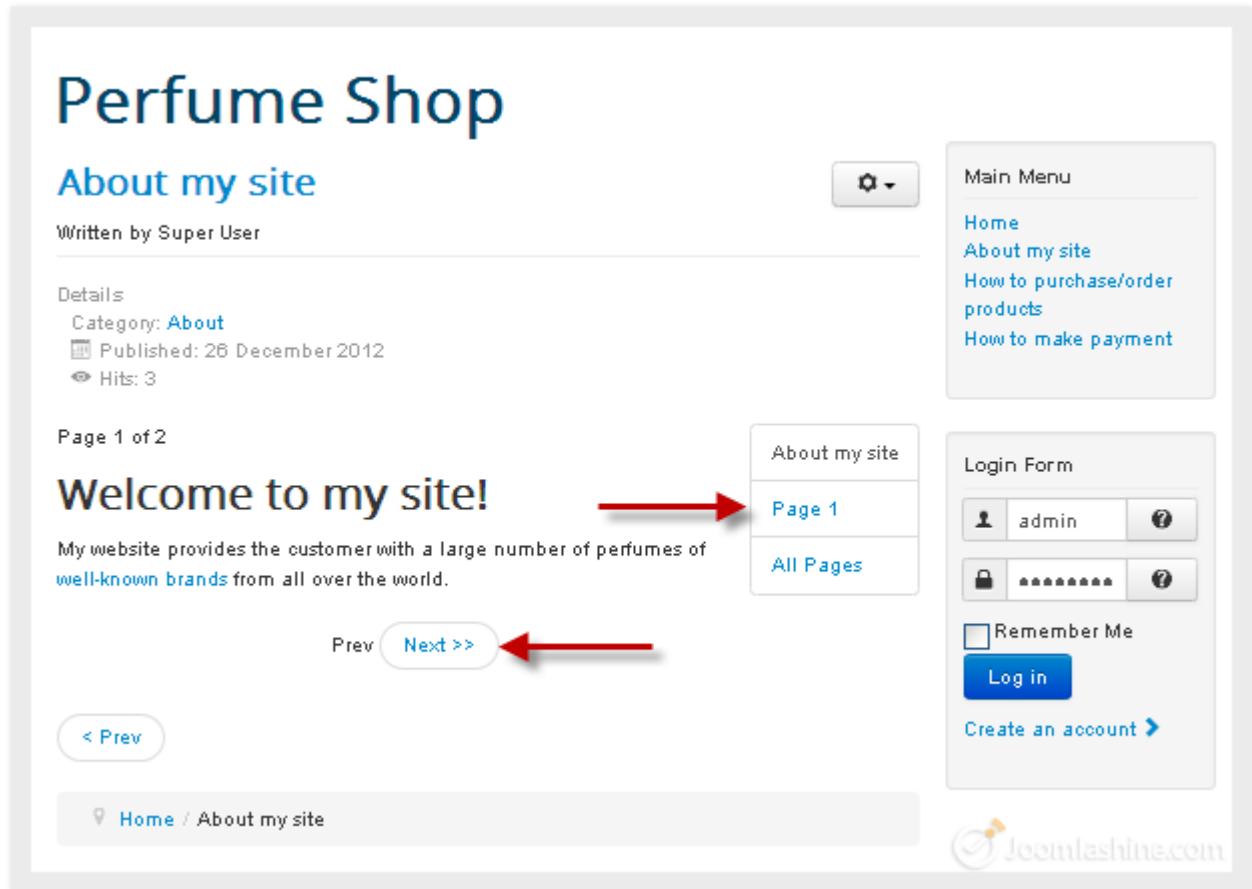 Perfume Shop
About my site
Written by Super User
Details
Category: About
Published: 26 December 2012
Hits: 3
Page 1 of 2
Welcome to my site!
My website provides the customer with a large number of perfumes of
well-known brands from all over the world.
Prev Next >>
About my site
Page 1
All Pages
< Prev
Home / About my site
Main Menu
Home
About my site
How to purchase/order
products
How to make payment
Login Form
admin
Remember Me
Log in
Create an account
Joomlashine.com